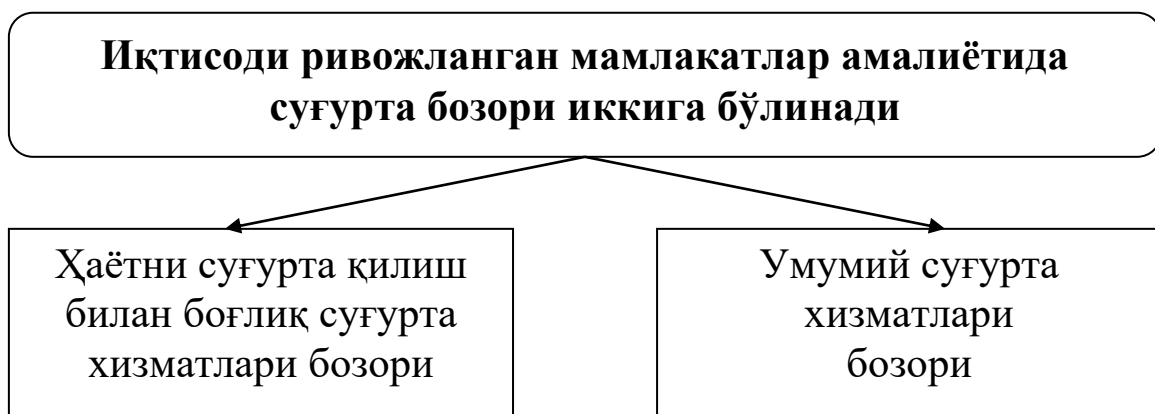 Иқтисоди ривожланган мамлакатлар амалиётида
суғурта бозори иккига бўлинади
Ҳаётни суғурта қилиш
билан боғлиқ суғурта
хизматлари бозори
Умумий суғурта
хизматлари
бозори